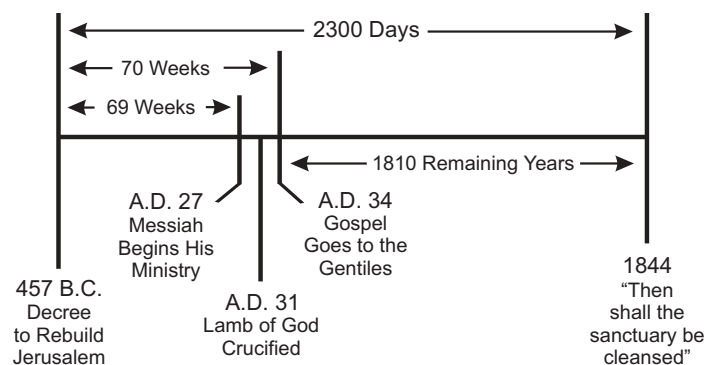 2300 Days
70 Weeks
69 Weeks
1810 Remaining Years
A.D. 27
Messiah
Begins His
Ministry
A.D. 34
Gospel
Goes to the
Gentiles
457 B.C.
Decree
to Rebuild
Jerusalem
A.D. 31
Lamb of God
Crucified
1844
“Then
shall the
sanctuary be
cleansed”